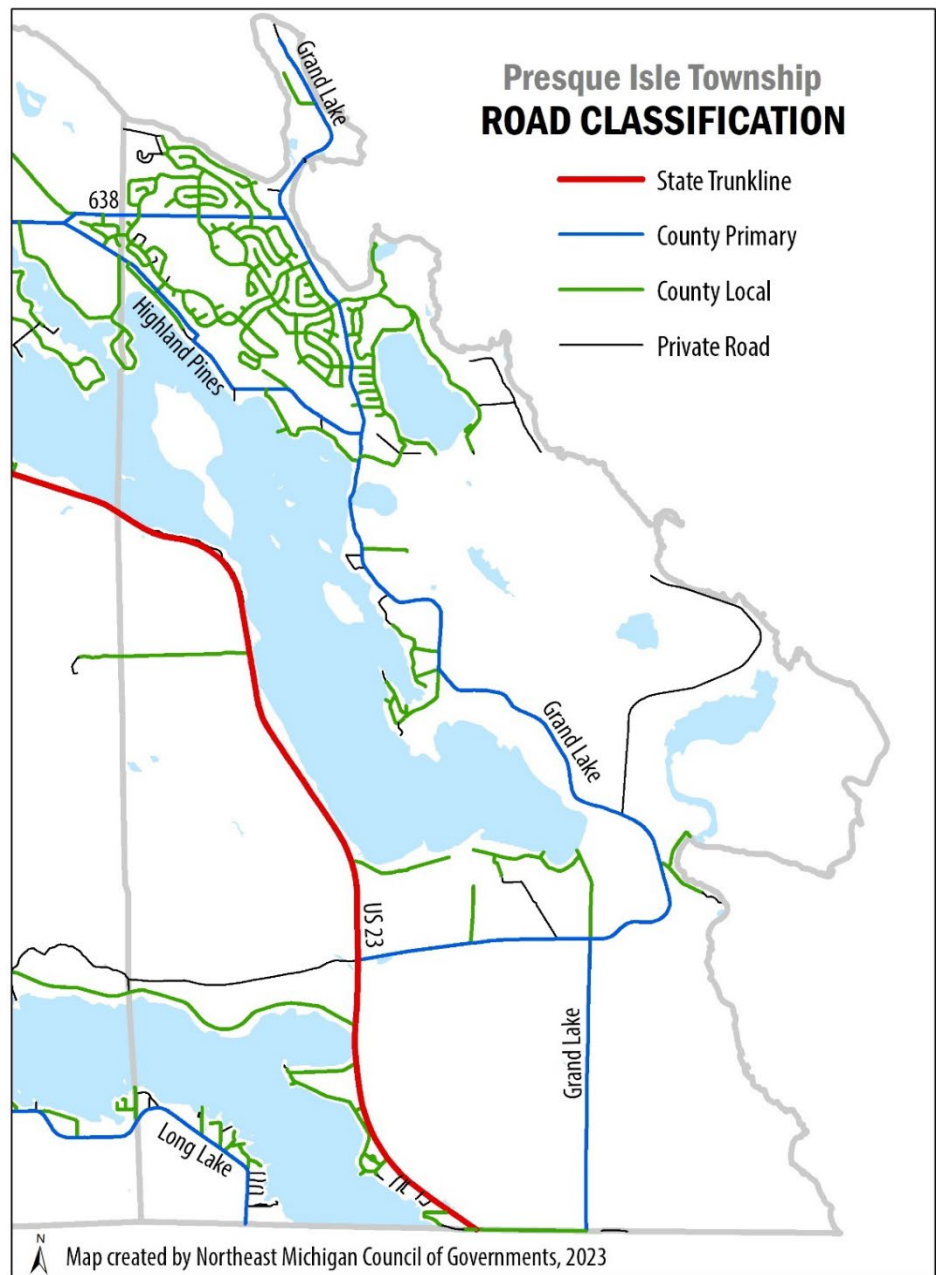 Presque Isle Township
ROAD CLASSIFICATION
State Trunkline
County Primary
County Local
Private Road
Grand Lake
638
Highland Pines
Grand Lake
US 23
Grand Lake
Long Lake
N
Map created by Northeast Michigan Council of Governments, 2023